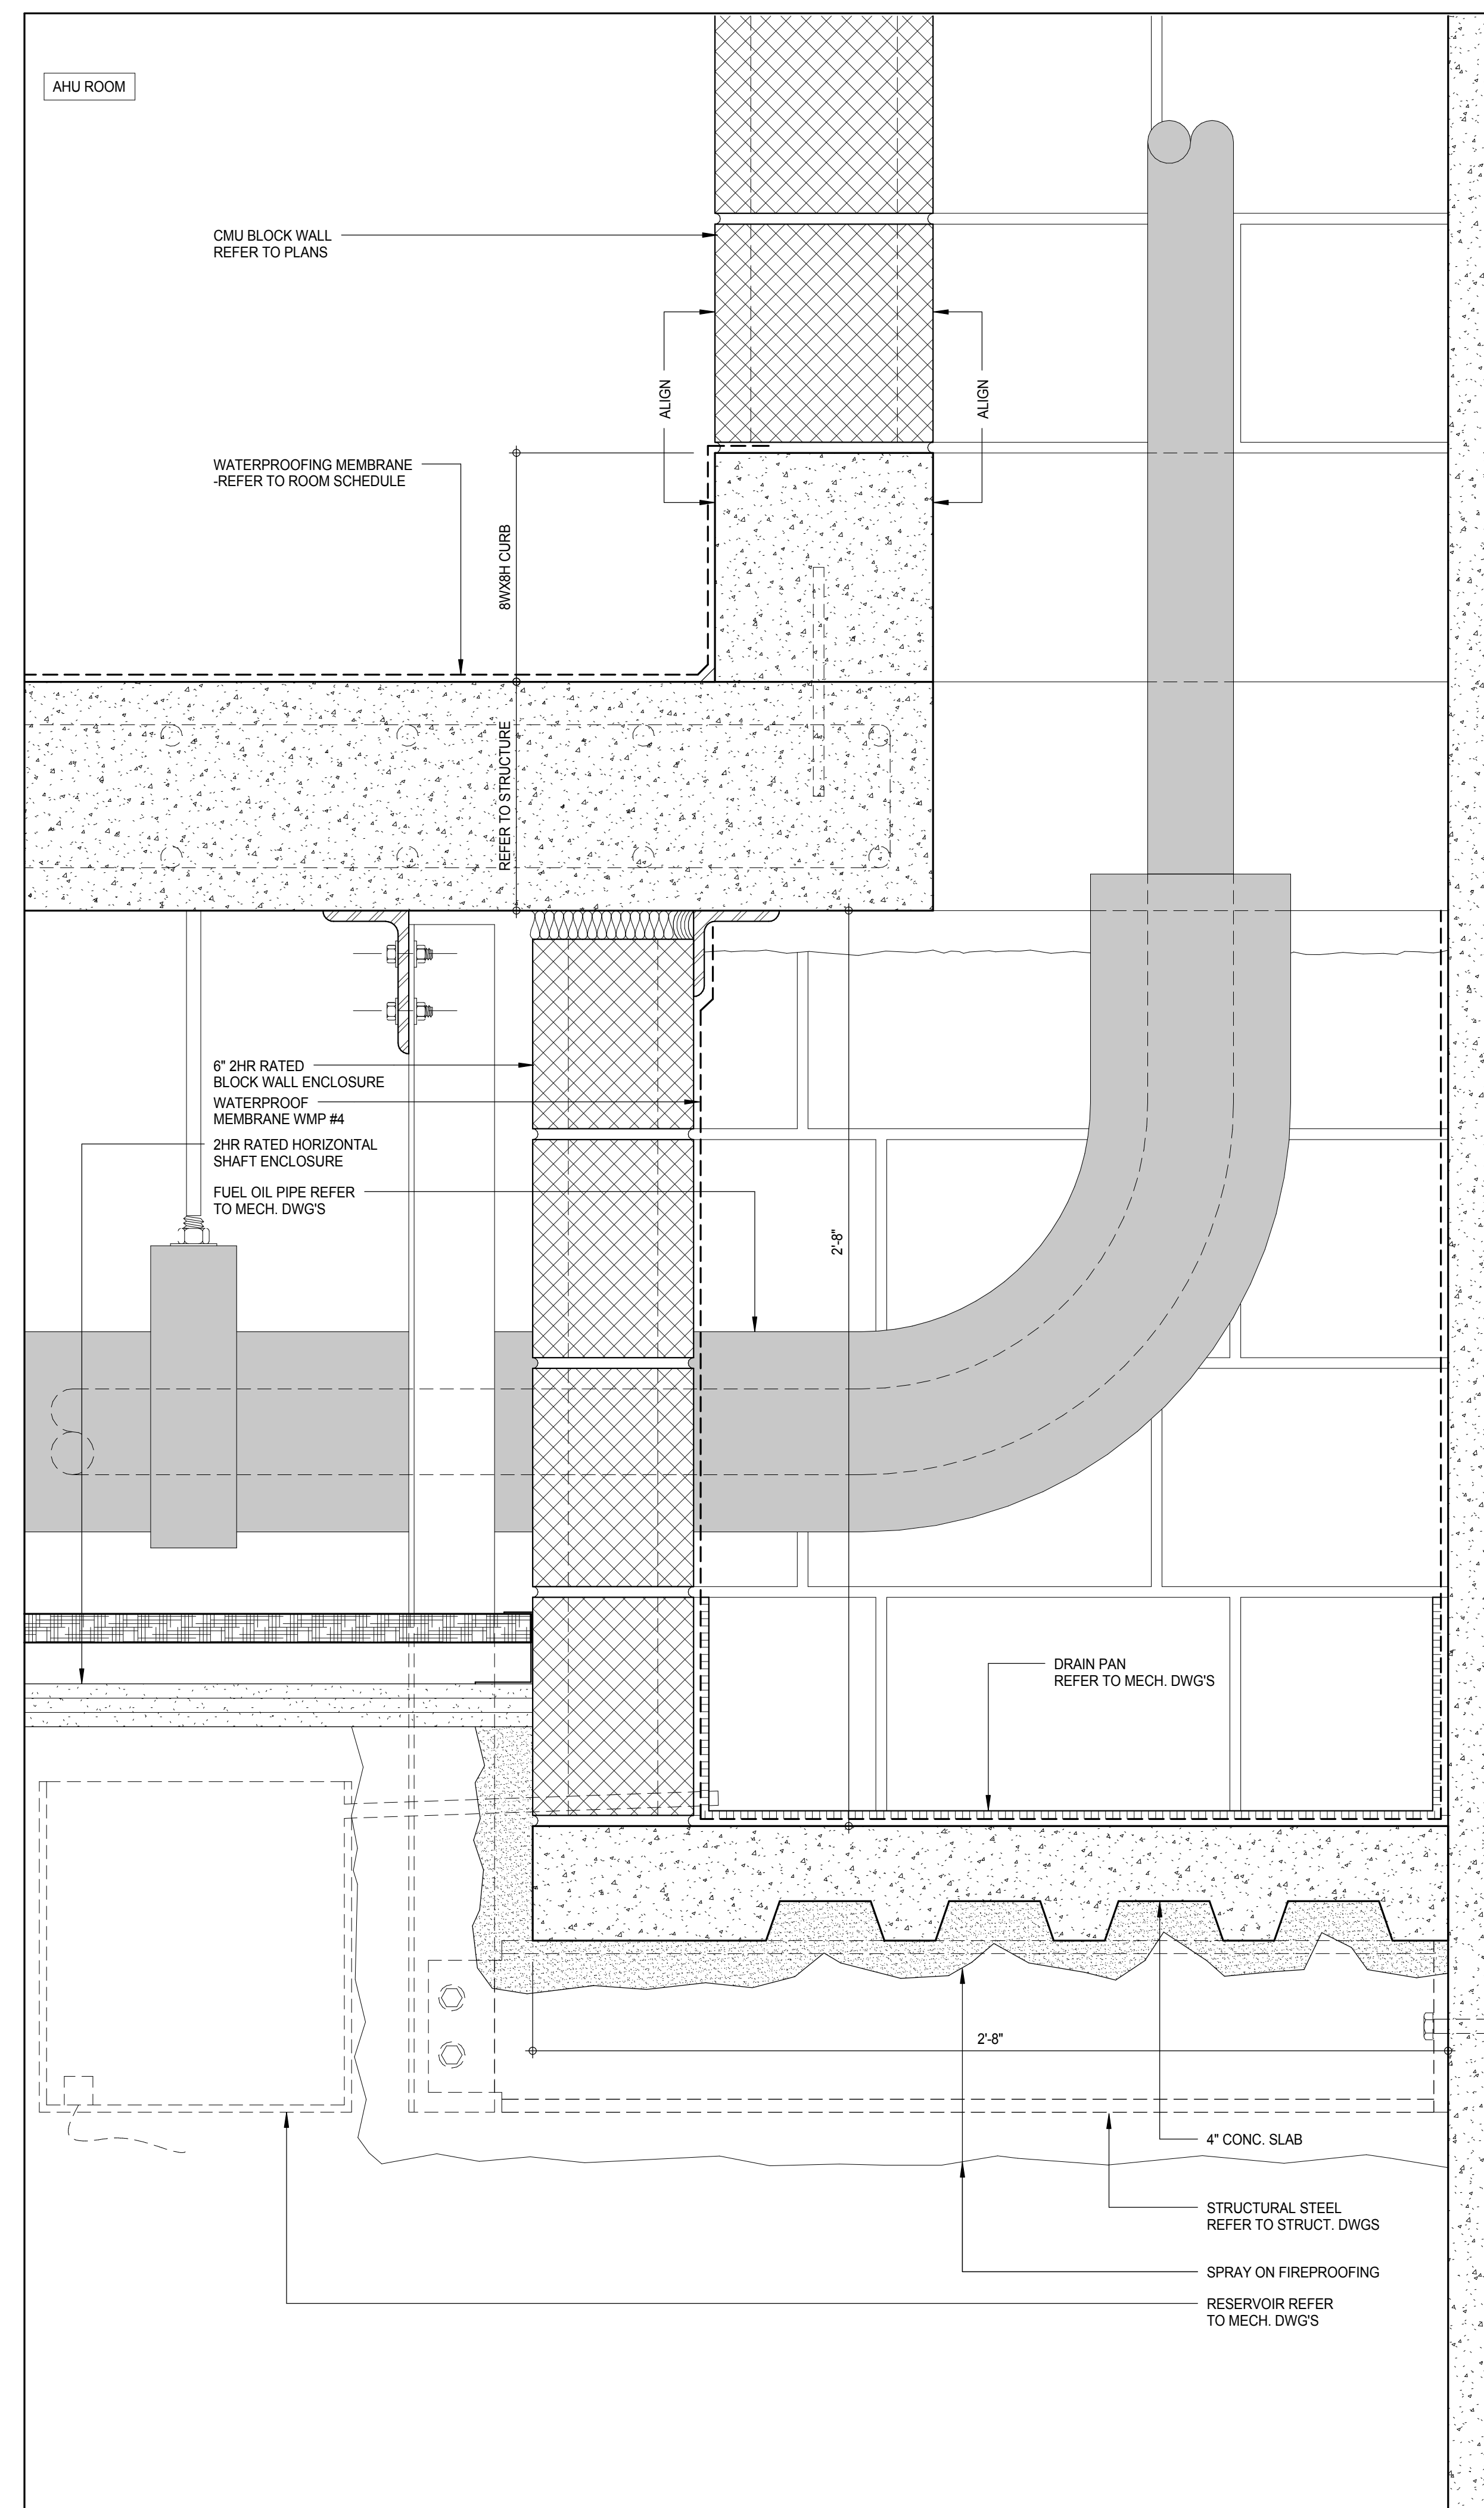 AHU ROOM
CMU BLOCK WALL
REFER TO PLANS
ALIGN
ALIGN
WATERPROOFING MEMBRANE
-REFER TO ROOM SCHEDULE
8WX8H CURB
REFER TO STRUCTURE
6" 2HR RATED
BLOCK WALL ENCLOSURE
WATERPROOF
MEMBRANE WMP #4
2HR RATED HORIZONTAL
SHAFT ENCLOSURE
FUEL OIL PIPE REFER
TO MECH. DWG'S
2'-8"
DRAIN PAN
REFER TO MECH. DWG'S
2'-8"
4" CONC. SLAB
STRUCTURAL STEEL
REFER TO STRUCT. DWGS
SPRAY ON FIREPROOFING
RESERVOIR REFER
TO MECH. DWG'S